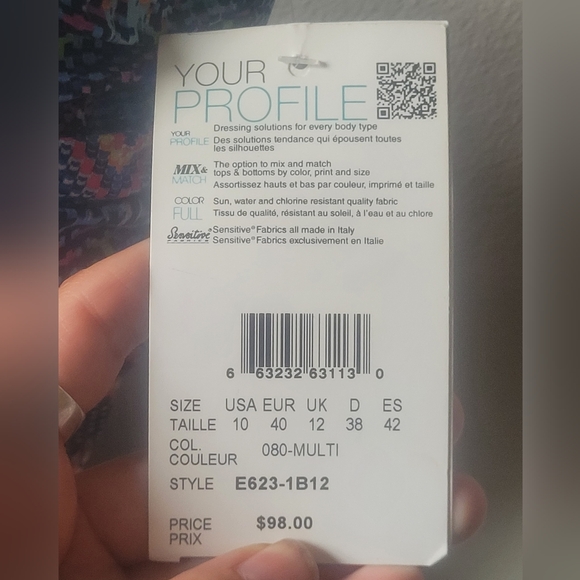 YOUR
PROFILE
YOUR
PROFILE
Dressing solutions for every body type
Des solutions tendance qui épousent toutes
les silhouettes
MIX&
MATCH
The option to mix and match
tops & bottoms by color, print and size
Assortissez hauts et bas par couleur, imprimé et taille
COLOR
FULL
Sun, water and chlorine resistant quality fabric
Tissu de qualité, résistant au soleil, à l'eau et au chlore
Sensitive®
FABRICS
Sensitive® Fabrics all made in Italy
Sensitive® Fabrics exclusivement en Italie
6 63232 63113 0
SIZE USA EUR UK D ES
TAILLE 10 40 12 38 42
COL.
COULEUR 080-MULTI
STYLE E623-1B12
PRICE $98.00
PRIX